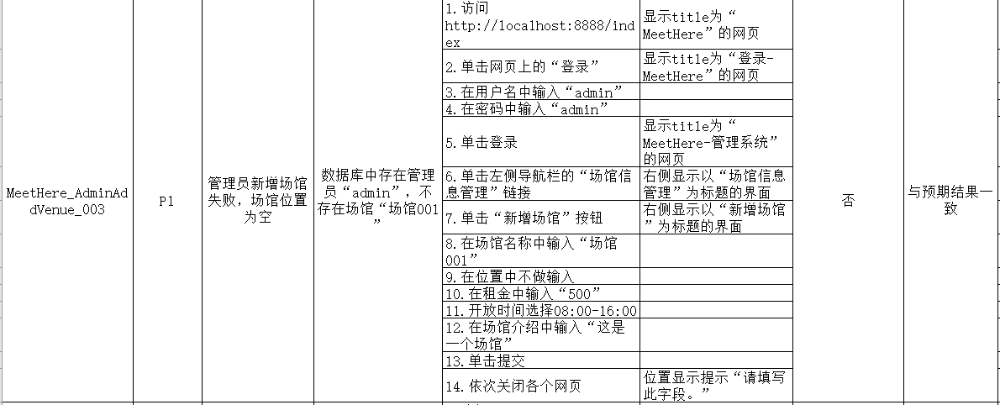 MeetHere_AdminAd
dVenue_003
P1
管理员新增场馆
失败，场馆位置
为空
数据库中存在管理
员“admin”，不
存在场馆“场馆001
”
1.访问
http://localhost:8888/ind
ex
显示title为“
MeetHere”的网页
2.单击网页上的“登录”
显示title为“登录-
MeetHere”的网页
3.在用户名中输入“admin”
4.在密码中输入“admin”
5.单击登录
显示title为“
MeetHere-管理系统”
的网页
6.单击左侧导航栏的“场馆信
息管理”链接
右侧显示以“场馆信息
管理”为标题的界面
7.单击“新增场馆”按钮
右侧显示以“新增场馆
”为标题的界面
8.在场馆名称中输入“场馆
001”
9.在位置中不做输入
10.在租金中输入“500”
11.开放时间选择08:00-16:00
12.在场馆介绍中输入“这是
一个场馆”
13.单击提交
14.依次关闭各个网页
位置显示提示“请填写
此字段。”
否
与预期结果一
致